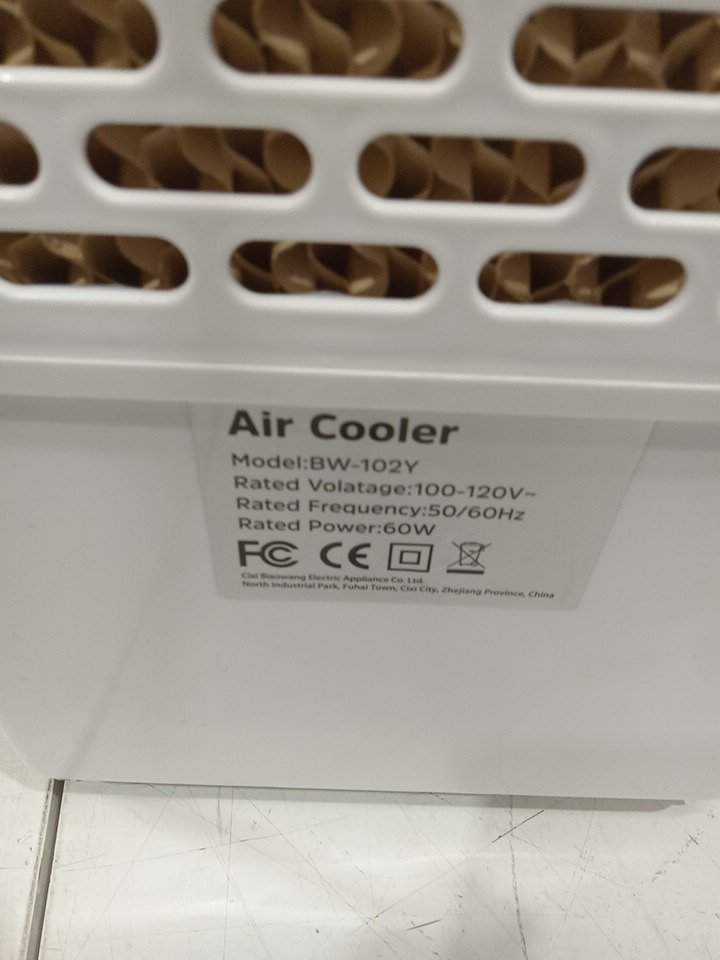 Air Cooler
Model:BW-102Y
Rated Volatage:100-120V~
Rated Frequency:50/60Hz
Rated Power:60W
FC CE
Cixi Biaowang Electric Appliance Co. Ltd.
North Industrial Park, Fuhai Town, Cixi City, Zhejiang Province, China